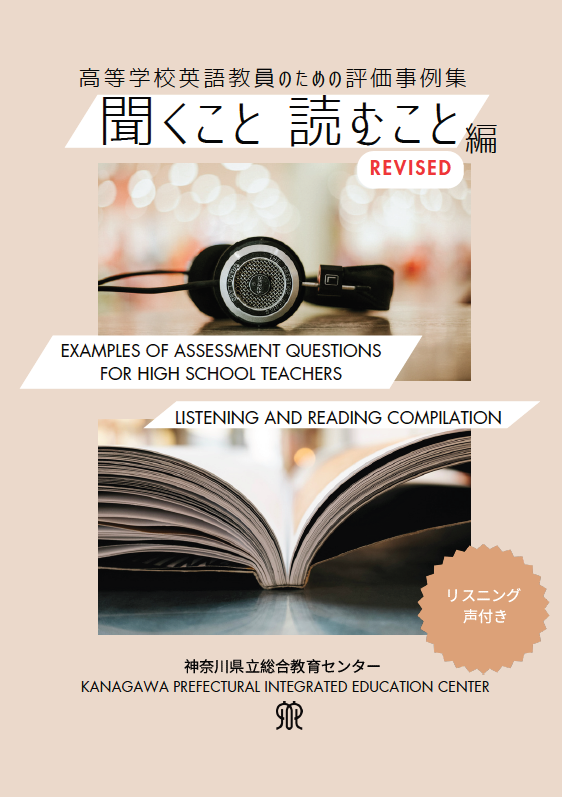 高等学校英語教員のための評価事例集
聞くこと 読むこと編
REVISED
EXAMPLES OF ASSESSMENT QUESTIONS
FOR HIGH SCHOOL TEACHERS
LISTENING AND READING COMPILATION
リスニング
声付き
神奈川県立総合教育センター
KANAGAWA PREFECTURAL INTEGRATED EDUCATION CENTER